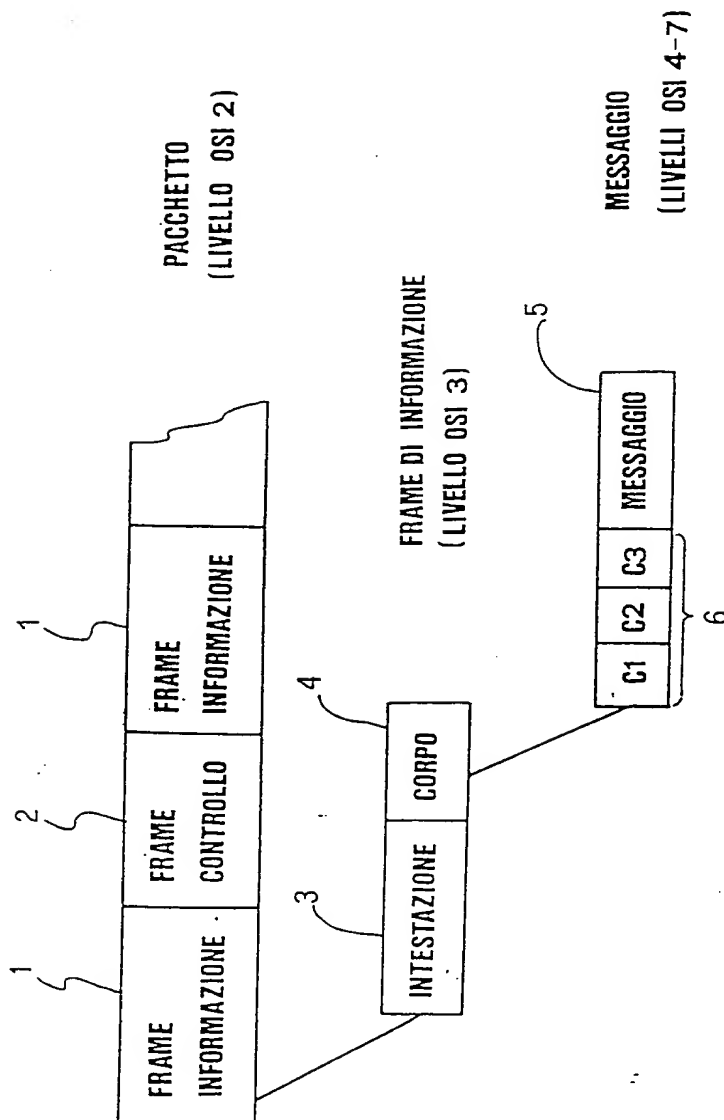 1
2
1
FRAME
INFORMAZIONE
FRAME
CONTROLLO
FRAME
INFORMAZIONE
PACCHETTO
(LIVELLO OSI 2)
3
4
INTESTAZIONE
CORPO
FRAME DI INFORMAZIONE
(LIVELLO OSI 3)
5
C1
C2
C3
MESSAGGIO
6
MESSAGGIO
(LIVELLI OSI 4-7)